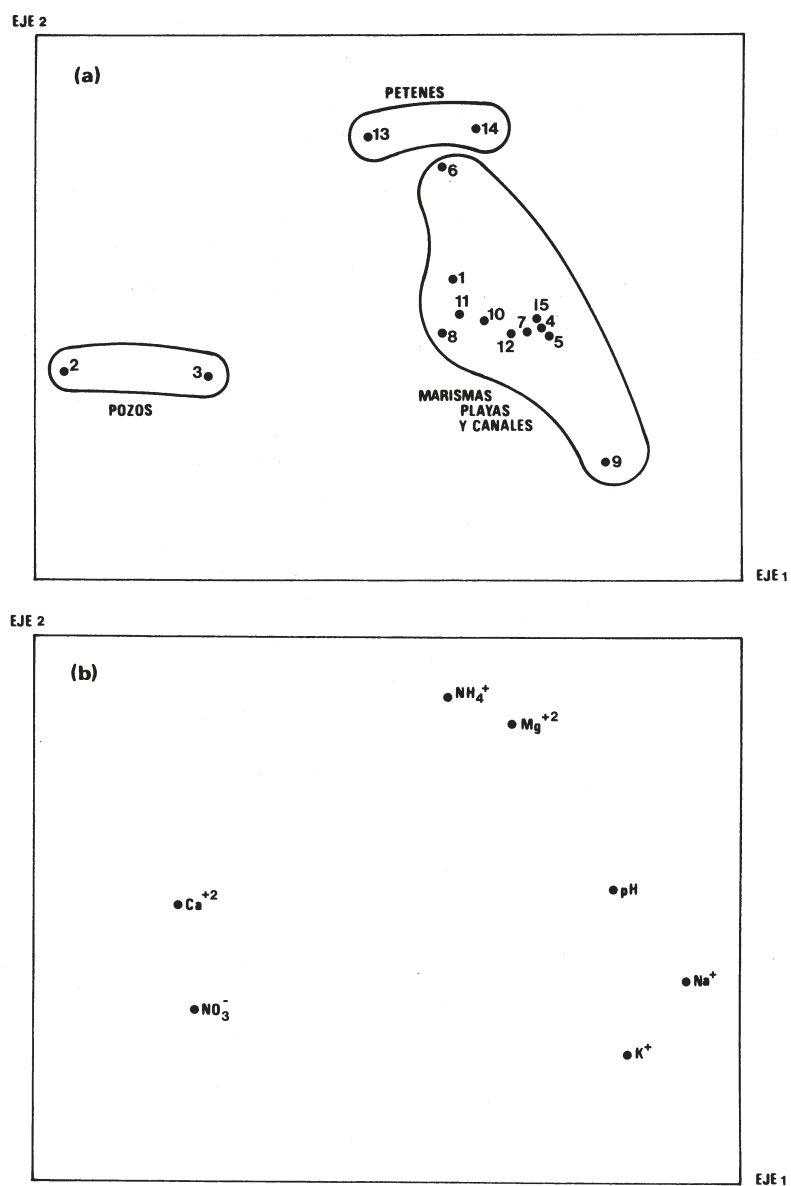 EJE 2
(a)
PETENES
13
14
6
1
11
10
15
7
4
8
12
5
2
3
MARISMAS
PLAYAS
Y CANALES
POZOS
9
EJE 1
EJE 2
(b)
NH₄⁺
Mg⁺²
Ca⁺²
pH
Na⁺
NO₃⁻
K⁺
EJE 1